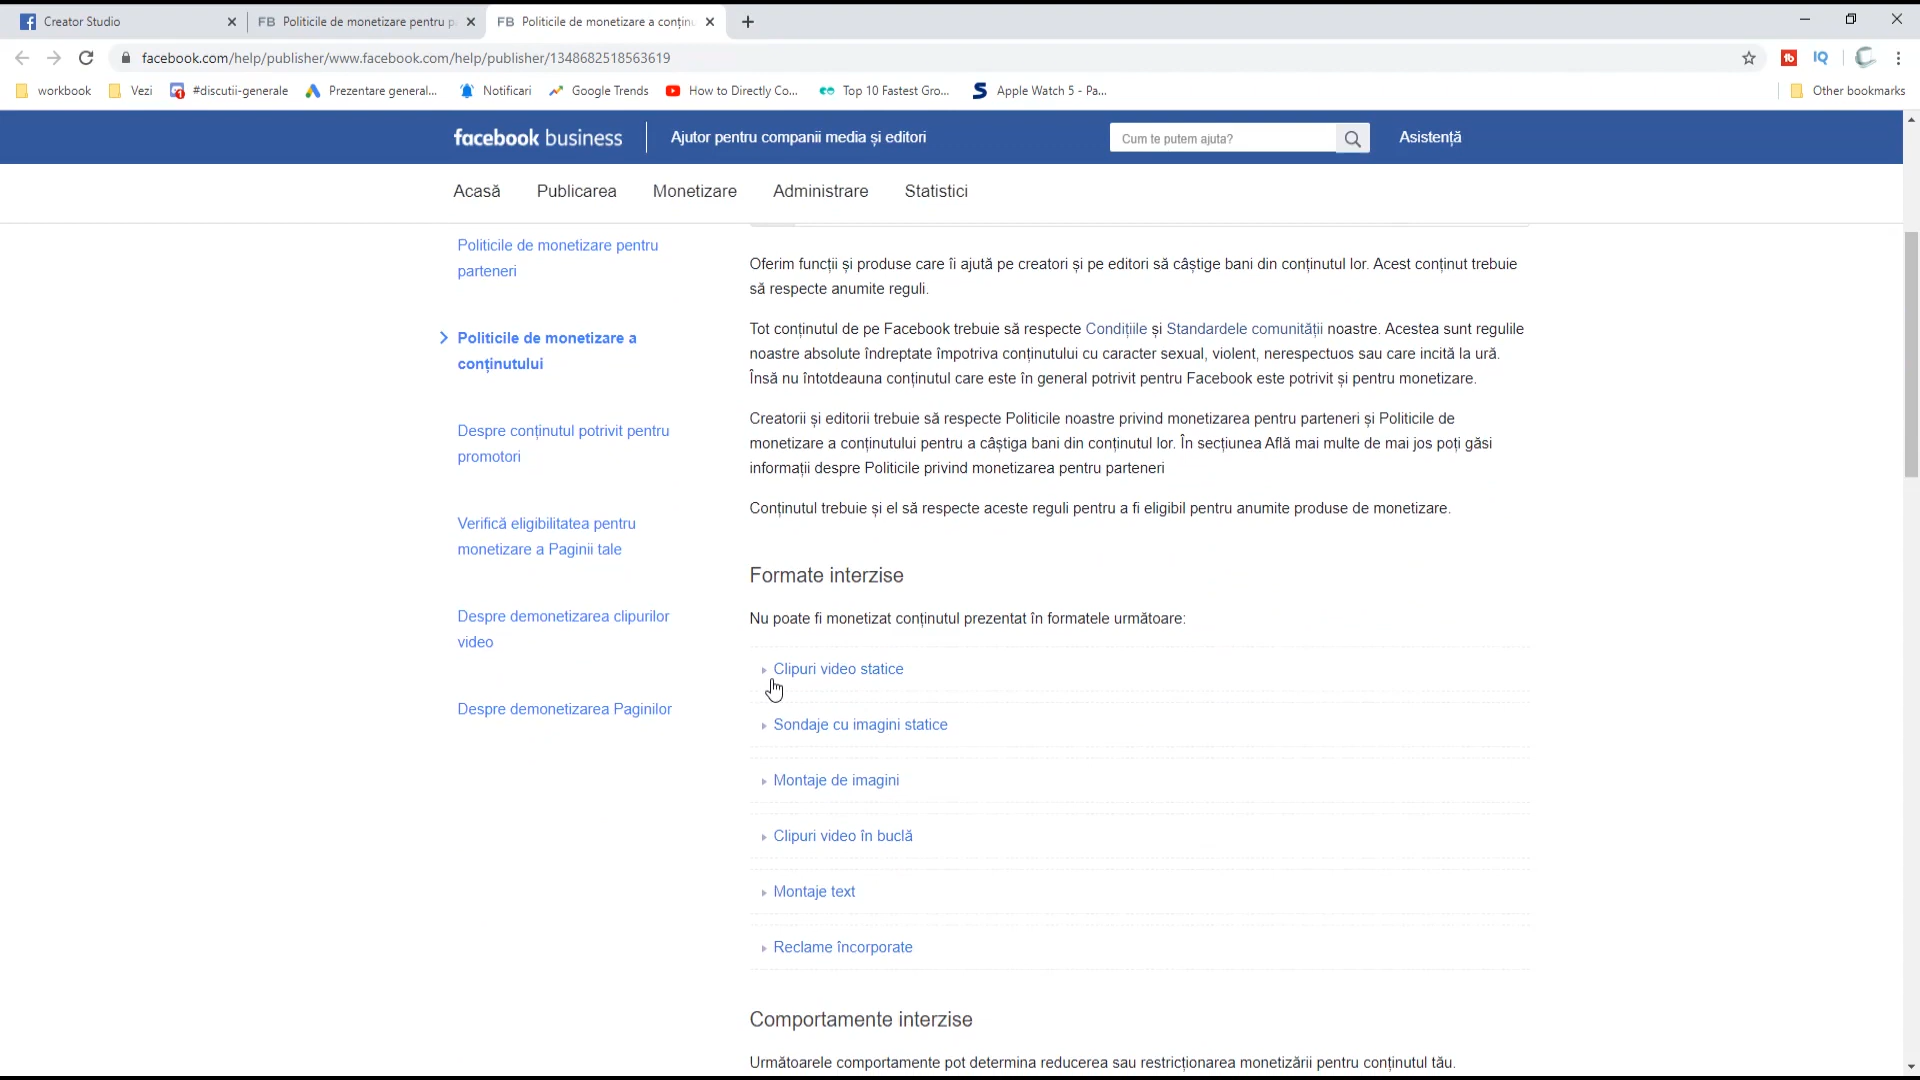 Creator Studio
FB Politicile de monetizare pentru p
FB Politicile de monetizare a conținu
facebook.com/help/publisher/www.facebook.com/help/publisher/1348682518563619
workbook
Vezi
#discutii-generale
Prezentare general...
Notificari
Google Trends
How to Directly Co...
Top 10 Fastest Gro...
Apple Watch 5 - Pa...
Other bookmarks
facebook business
Ajutor pentru companii media și editori
Cum te putem ajuta?
Asistență
Acasă
Publicarea
Monetizare
Administrare
Statistici
Politicile de monetizare pentru
parteneri
Politicile de monetizare a
conținutului
Despre conținutul potrivit pentru
promotori
Verifică eligibilitatea pentru
monetizare a Paginii tale
Despre demonetizarea clipurilor
video
Despre demonetizarea Paginilor
Oferim funcții și produse care îi ajută pe creatori și pe editori să câștige bani din conținutul lor. Acest conținut trebuie
să respecte anumite reguli.
Tot conținutul de pe Facebook trebuie să respecte Condițiile și Standardele comunității noastre. Acestea sunt regulile
noastre absolute îndreptate împotriva conținutului cu caracter sexual, violent, nerespectuos sau care incită la ură.
Însă nu întotdeauna conținutul care este în general potrivit pentru Facebook este potrivit și pentru monetizare.
Creatorii și editorii trebuie să respecte Politicile noastre privind monetizarea pentru parteneri și Politicile de
monetizare a conținutului pentru a câștiga bani din conținutul lor. În secțiunea Află mai multe de mai jos poți găsi
informații despre Politicile privind monetizarea pentru parteneri
Conținutul trebuie și el să respecte aceste reguli pentru a fi eligibil pentru anumite produse de monetizare.
Formate interzise
Nu poate fi monetizat conținutul prezentat în formatele următoare:
Clipuri video statice
Sondaje cu imagini statice
Montaje de imagini
Clipuri video în buclă
Montaje text
Reclame încorporate
Comportamente interzise
Următoarele comportamente pot determina reducerea sau restricționarea monetizării pentru conținutul tău.